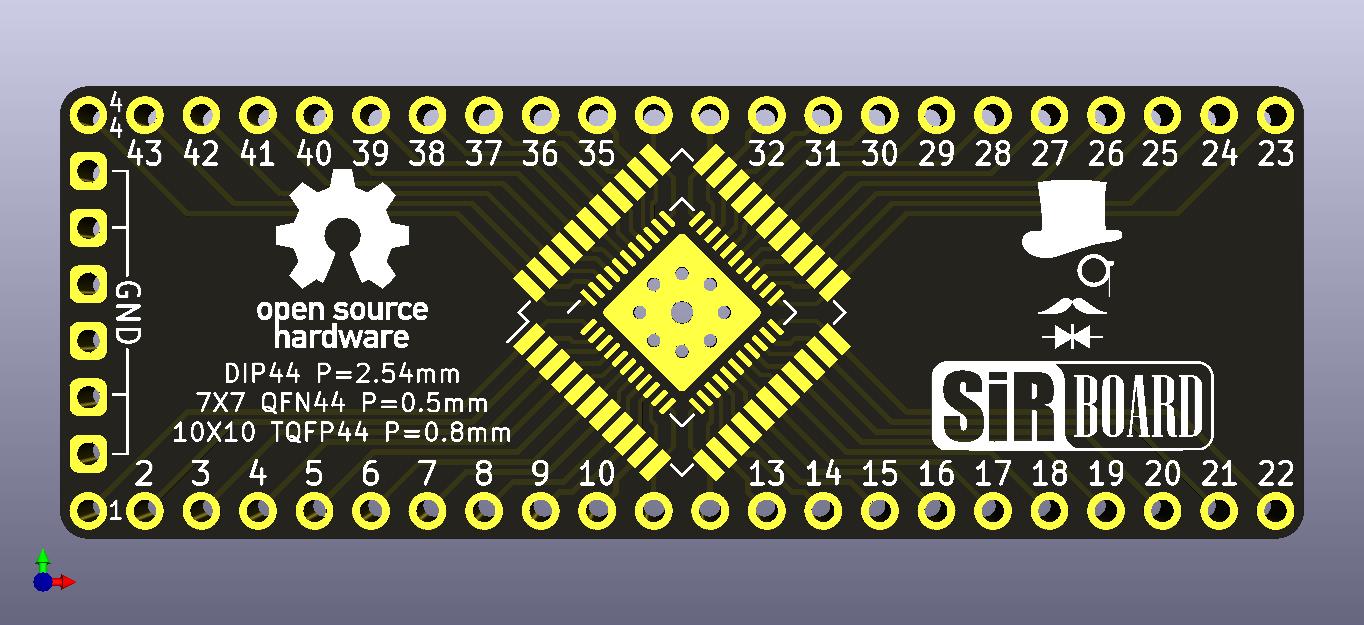 4
4
43 42 41 40 39 38 37 36 35 32 31 30 29 28 27 26 25 24 23
GND
open source
hardware
DIP44 P=2.54mm
7X7 QFN44 P=0.5mm
10X10 TQFP44 P=0.8mm
SiR BOARD
2 3 4 5 6 7 8 9 10 13 14 15 16 17 18 19 20 21 22
1